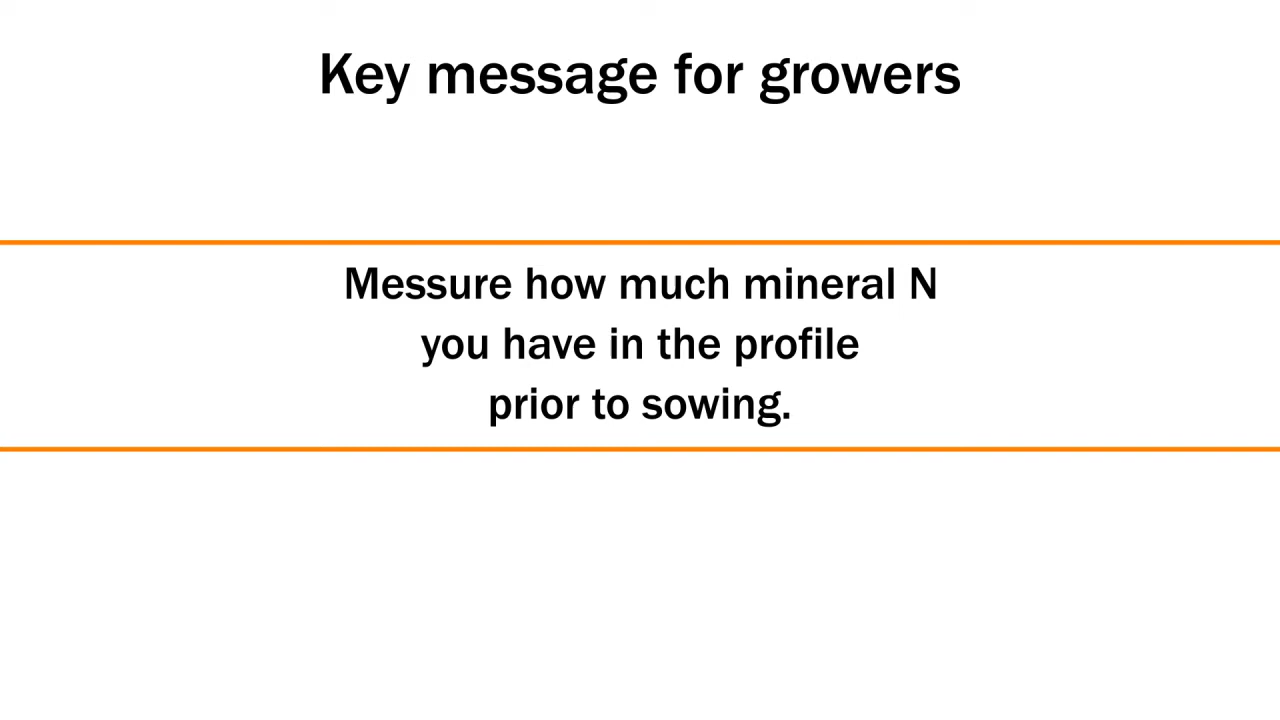 Key message for growers
Messure how much mineral N
you have in the profile
prior to sowing.